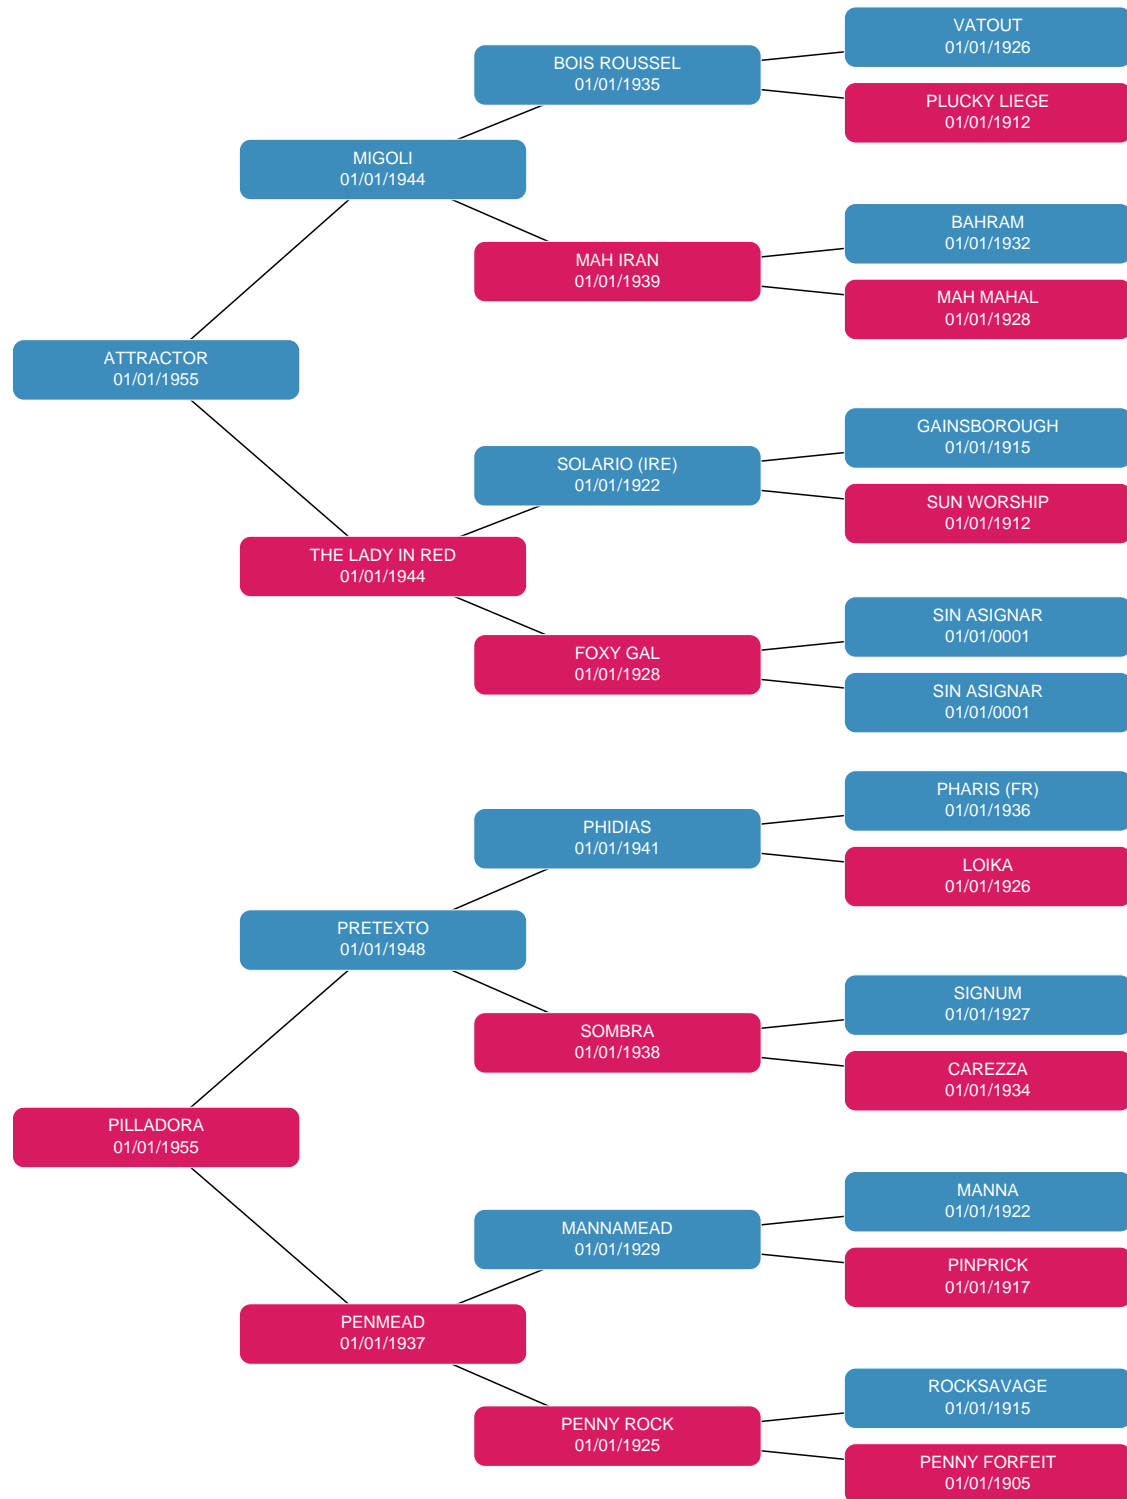 VATOUT
01/01/1926
BOIS ROUSSEL
01/01/1935
PLUCKY LIEGE
01/01/1912
MIGOLI
01/01/1944
BAHRAM
01/01/1932
MAH IRAN
01/01/1939
MAH MAHAL
01/01/1928
ATTRACTOR
01/01/1955
GAINSBOROUGH
01/01/1915
SOLARIO (IRE)
01/01/1922
SUN WORSHIP
01/01/1912
THE LADY IN RED
01/01/1944
SIN ASIGNAR
01/01/0001
FOXY GAL
01/01/1928
SIN ASIGNAR
01/01/0001
PHARIS (FR)
01/01/1936
PHIDIAS
01/01/1941
LOIKA
01/01/1926
PRETEXTO
01/01/1948
SIGNUM
01/01/1927
SOMBRA
01/01/1938
CAREZZA
01/01/1934
PILLADORA
01/01/1955
MANNA
01/01/1922
MANNAMEAD
01/01/1929
PINPRICK
01/01/1917
PENMEAD
01/01/1937
ROCKSAVAGE
01/01/1915
PENNY ROCK
01/01/1925
PENNY FORFEIT
01/01/1905